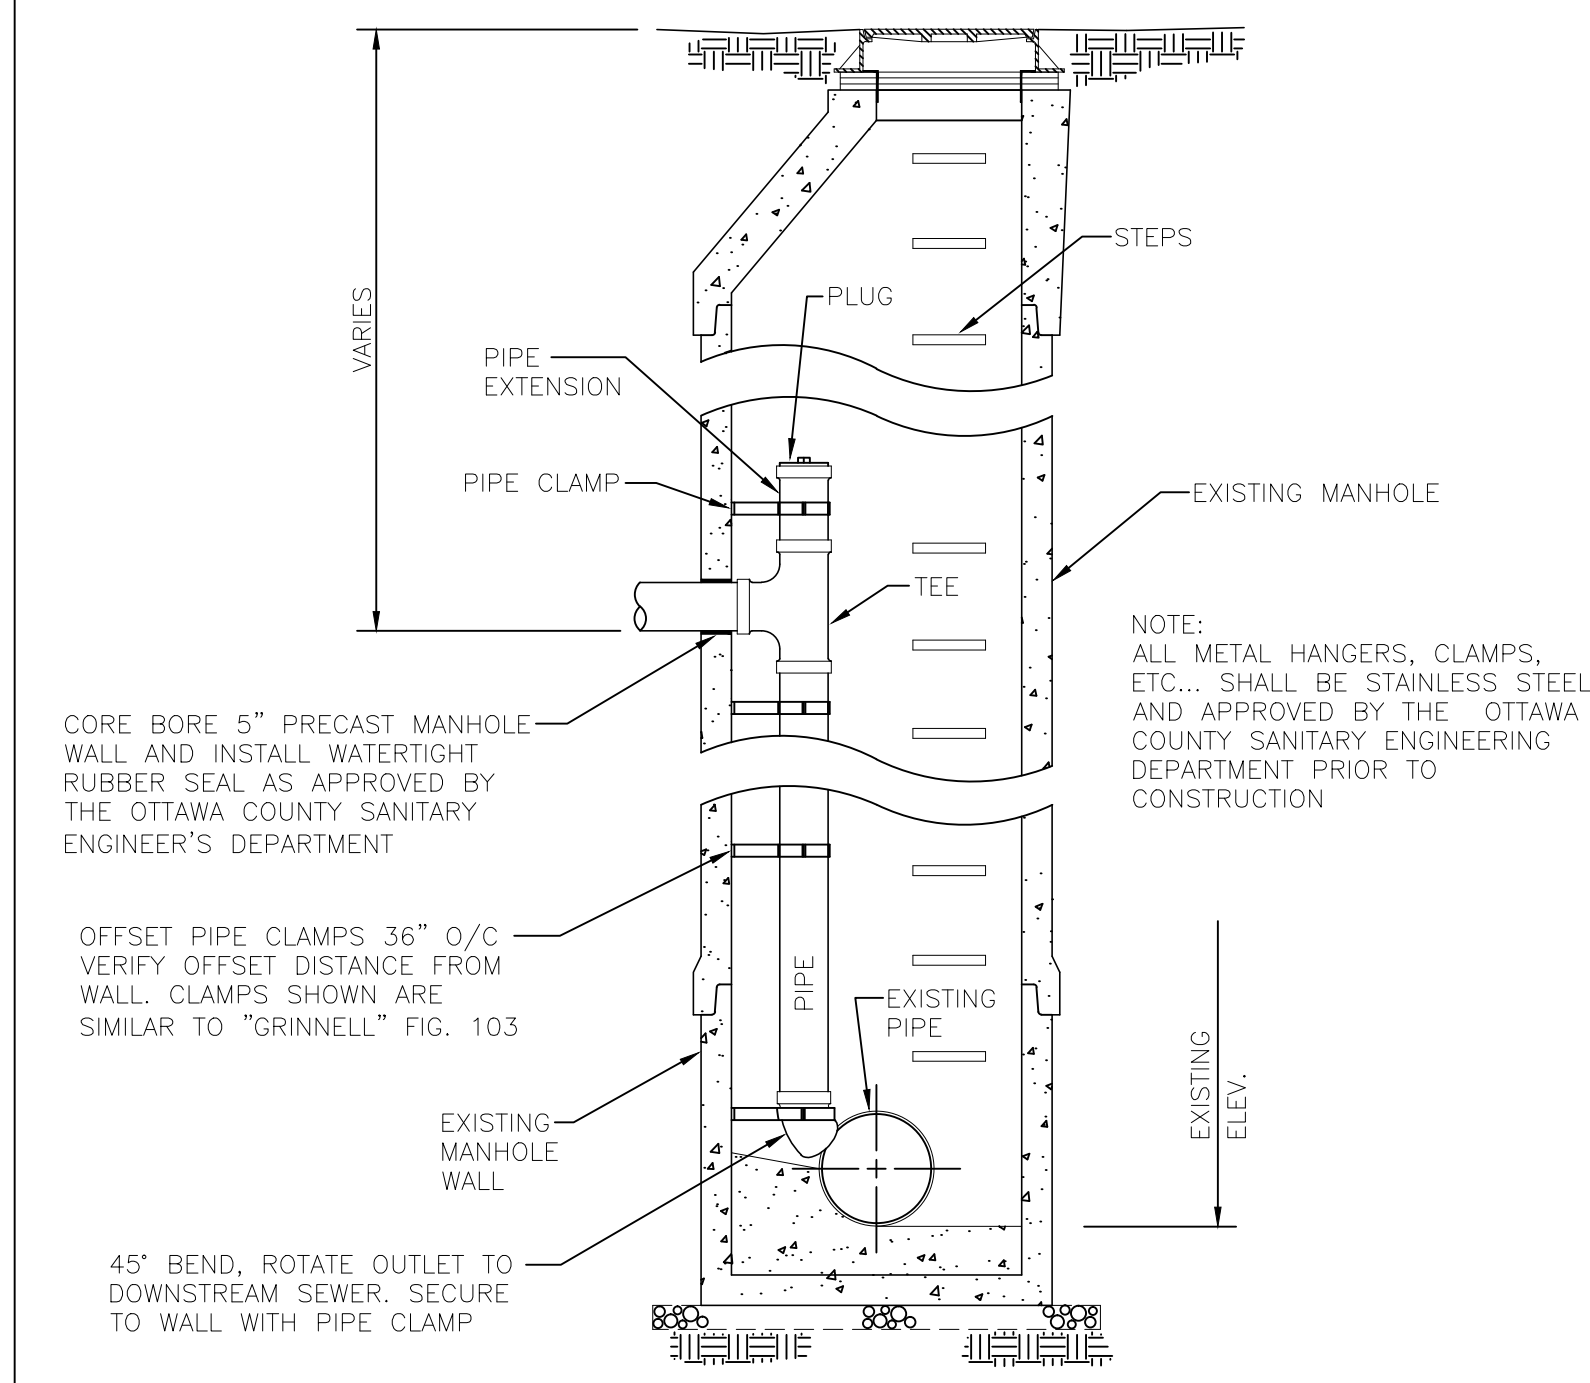 STEPS
PLUG
VARIES
PIPE
EXTENSION
PIPE CLAMP
EXISTING MANHOLE
TEE
NOTE:
ALL METAL HANGERS, CLAMPS,
ETC... SHALL BE STAINLESS STEEL
AND APPROVED BY THE OTTAWA
COUNTY SANITARY ENGINEERING
DEPARTMENT PRIOR TO
CONSTRUCTION
CORE BORE 5" PRECAST MANHOLE
WALL AND INSTALL WATERTIGHT
RUBBER SEAL AS APPROVED BY
THE OTTAWA COUNTY SANITARY
ENGINEER'S DEPARTMENT
OFFSET PIPE CLAMPS 36" O/C
VERIFY OFFSET DISTANCE FROM
WALL. CLAMPS SHOWN ARE
SIMILAR TO "GRINNELL" FIG. 103
PIPE
EXISTING
PIPE
EXISTING
ELEV.
EXISTING
MANHOLE
WALL
45° BEND, ROTATE OUTLET TO
DOWNSTREAM SEWER. SECURE
TO WALL WITH PIPE CLAMP